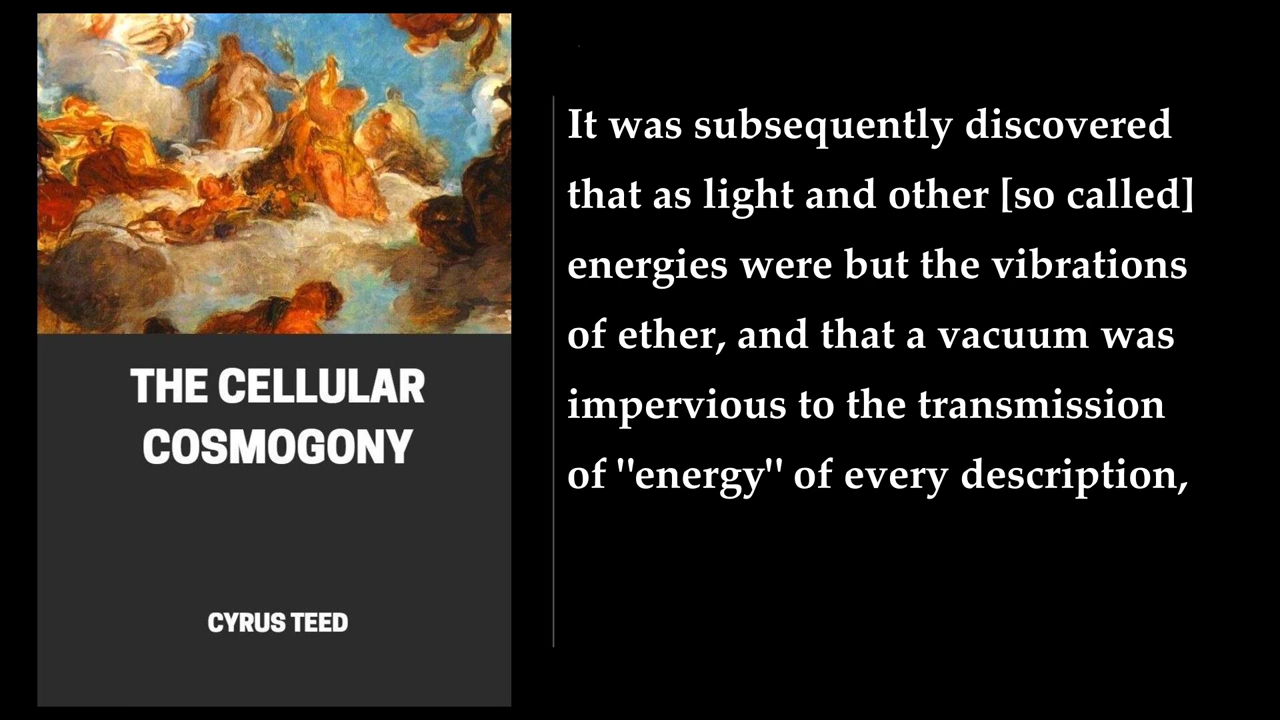 THE CELLULAR
COSMOGONY
CYRUS TEED
It was subsequently discovered
that as light and other [so called]
energies were but the vibrations
of ether, and that a vacuum was
impervious to the transmission
of "energy" of every description,